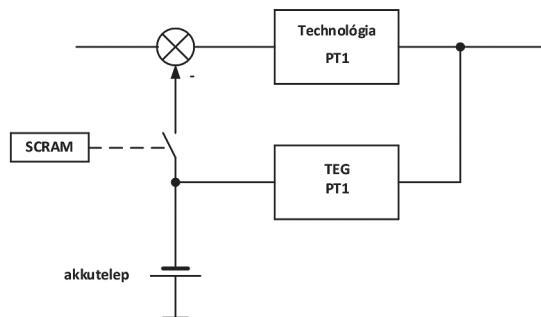 Technológia
PT1
-
SCRAM
TEG
PT1
akkutelep